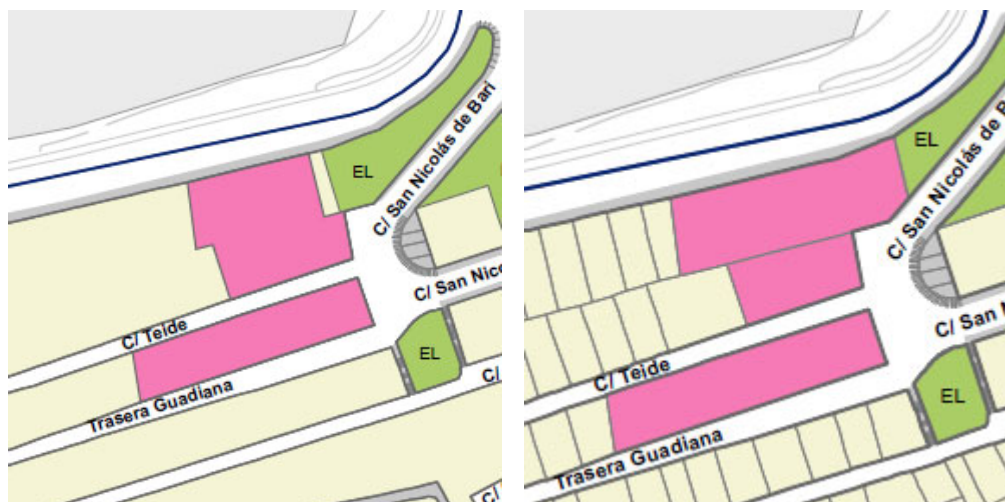 EL
C/ San Nicolás de Bari
C/ San Nico
C/ Teide
EL
Trasera Guadiana
C/
C/
EL
C/ San Nicolás de B
C/ San N
C/ Teide
EL
Trasera Guadiana